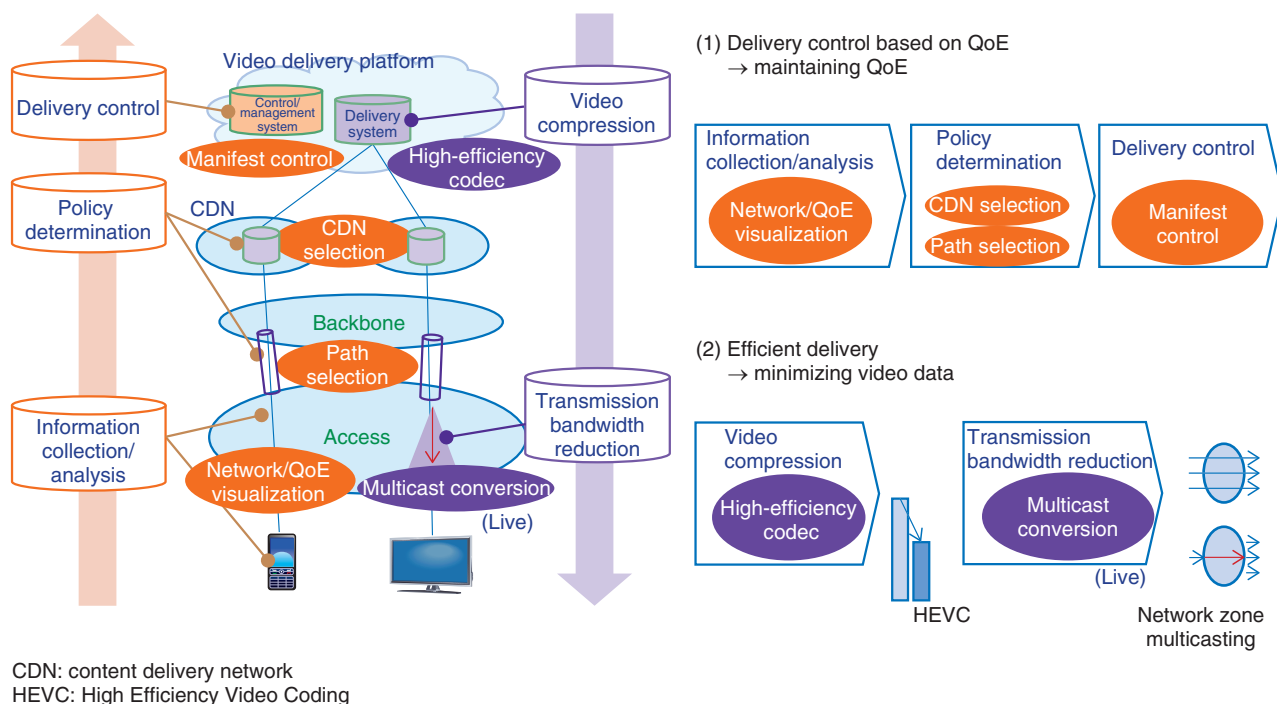 Video delivery platform
Delivery control
Control/
management
system
Delivery
system
Video
compression
Manifest control
High-efficiency
codec
Policy
determination
CDN
CDN
selection
Backbone
Path
selection
Information
collection/
analysis
Access
Transmission
bandwidth
reduction
Network/QoE
visualization
Multicast conversion
(Live)
(1) Delivery control based on QoE
→ maintaining QoE
Information
collection/analysis
Network/QoE
visualization
Policy
determination
CDN selection
Path selection
Delivery control
Manifest
control
(2) Efficient delivery
→ minimizing video data
Video
compression
High-efficiency
codec
HEVC
Transmission
bandwidth reduction
Multicast
conversion
(Live)
Network zone
multicasting
CDN: content delivery network
HEVC: High Efficiency Video Coding